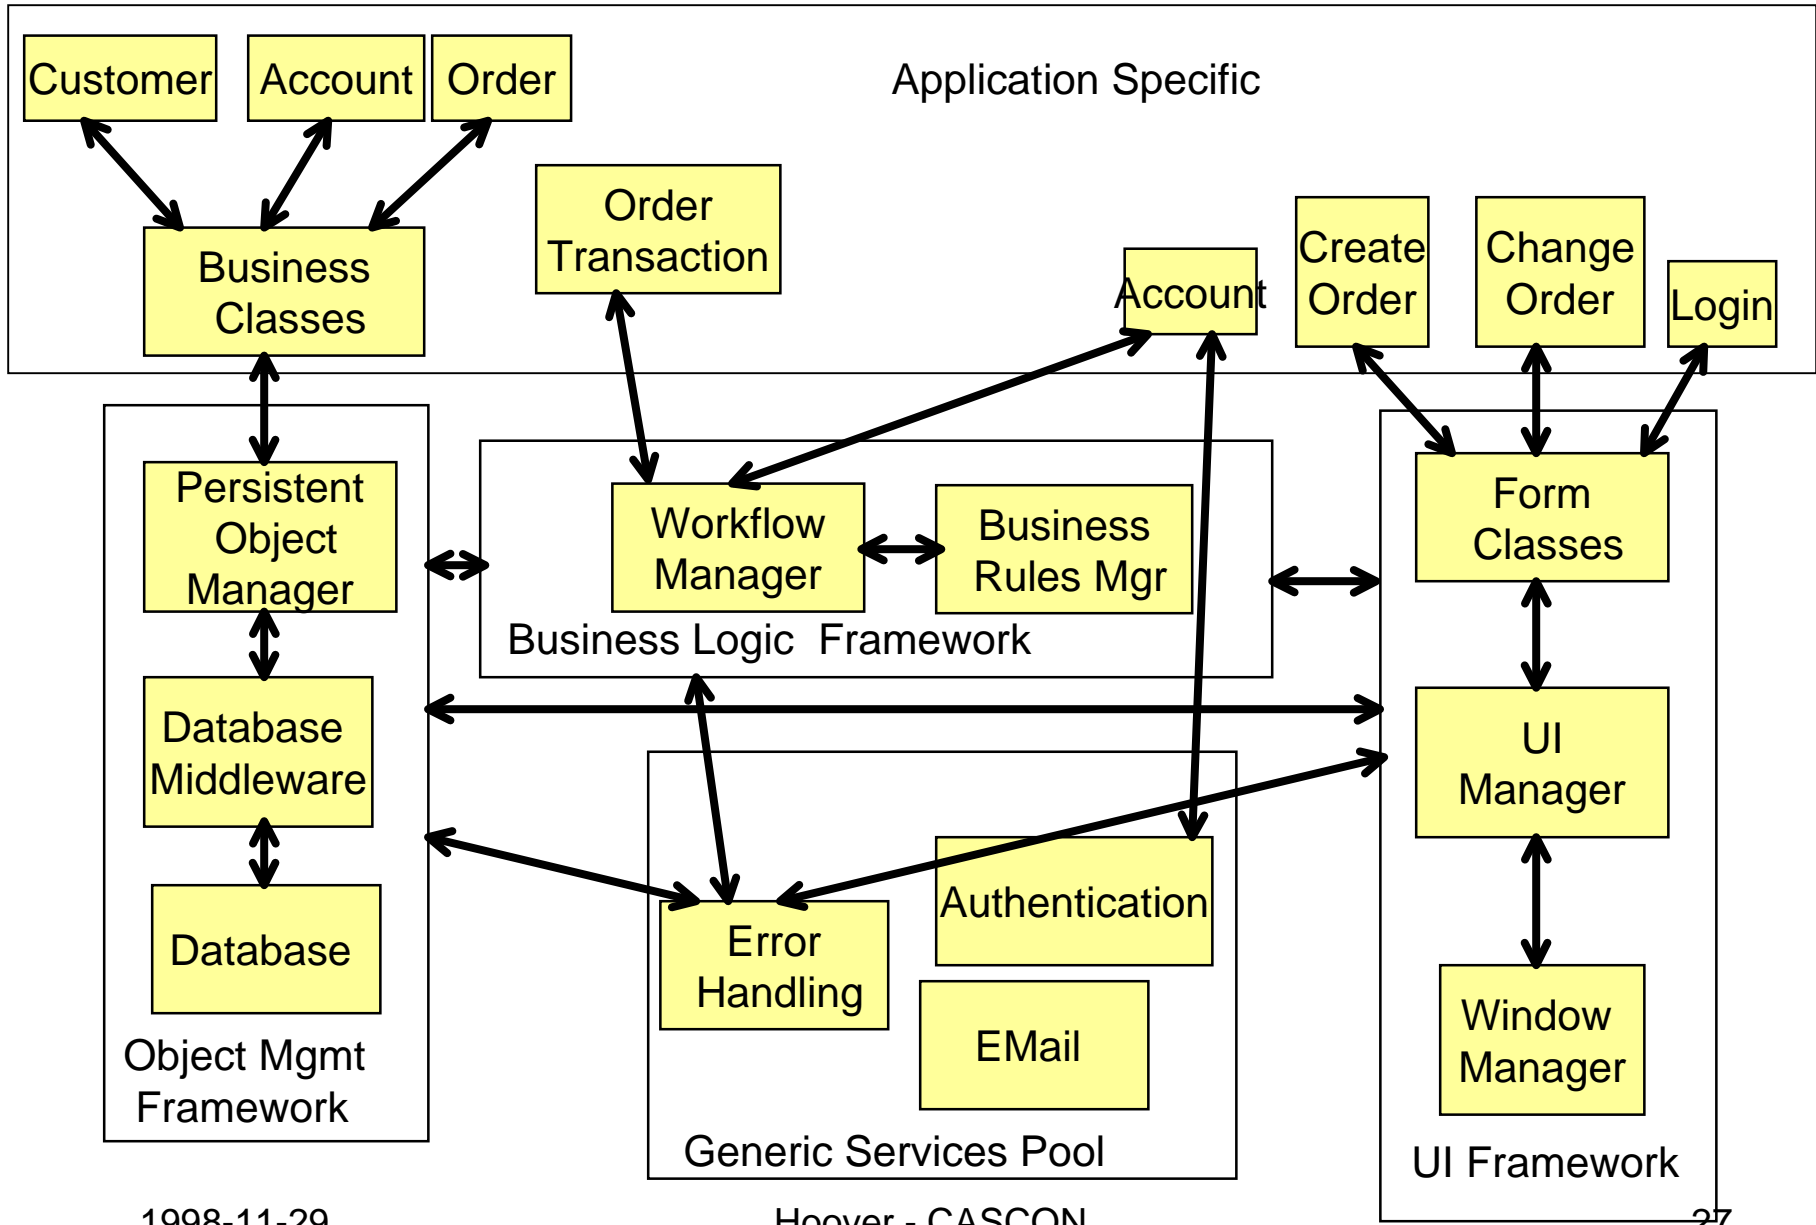 Customer
Account
Order
Application Specific
Order
Transaction
Business
Classes
Account
Create
Order
Change
Order
Login
Persistent
Object
Manager
Workflow
Manager
Business
Rules Mgr
Business Logic Framework
Form
Classes
Database
Middleware
UI
Manager
Database
Error
Handling
Authentication
EMail
Window
Manager
Object Mgmt
Framework
Generic Services Pool
UI Framework
1998-11-29
Hoover - CASCON
27